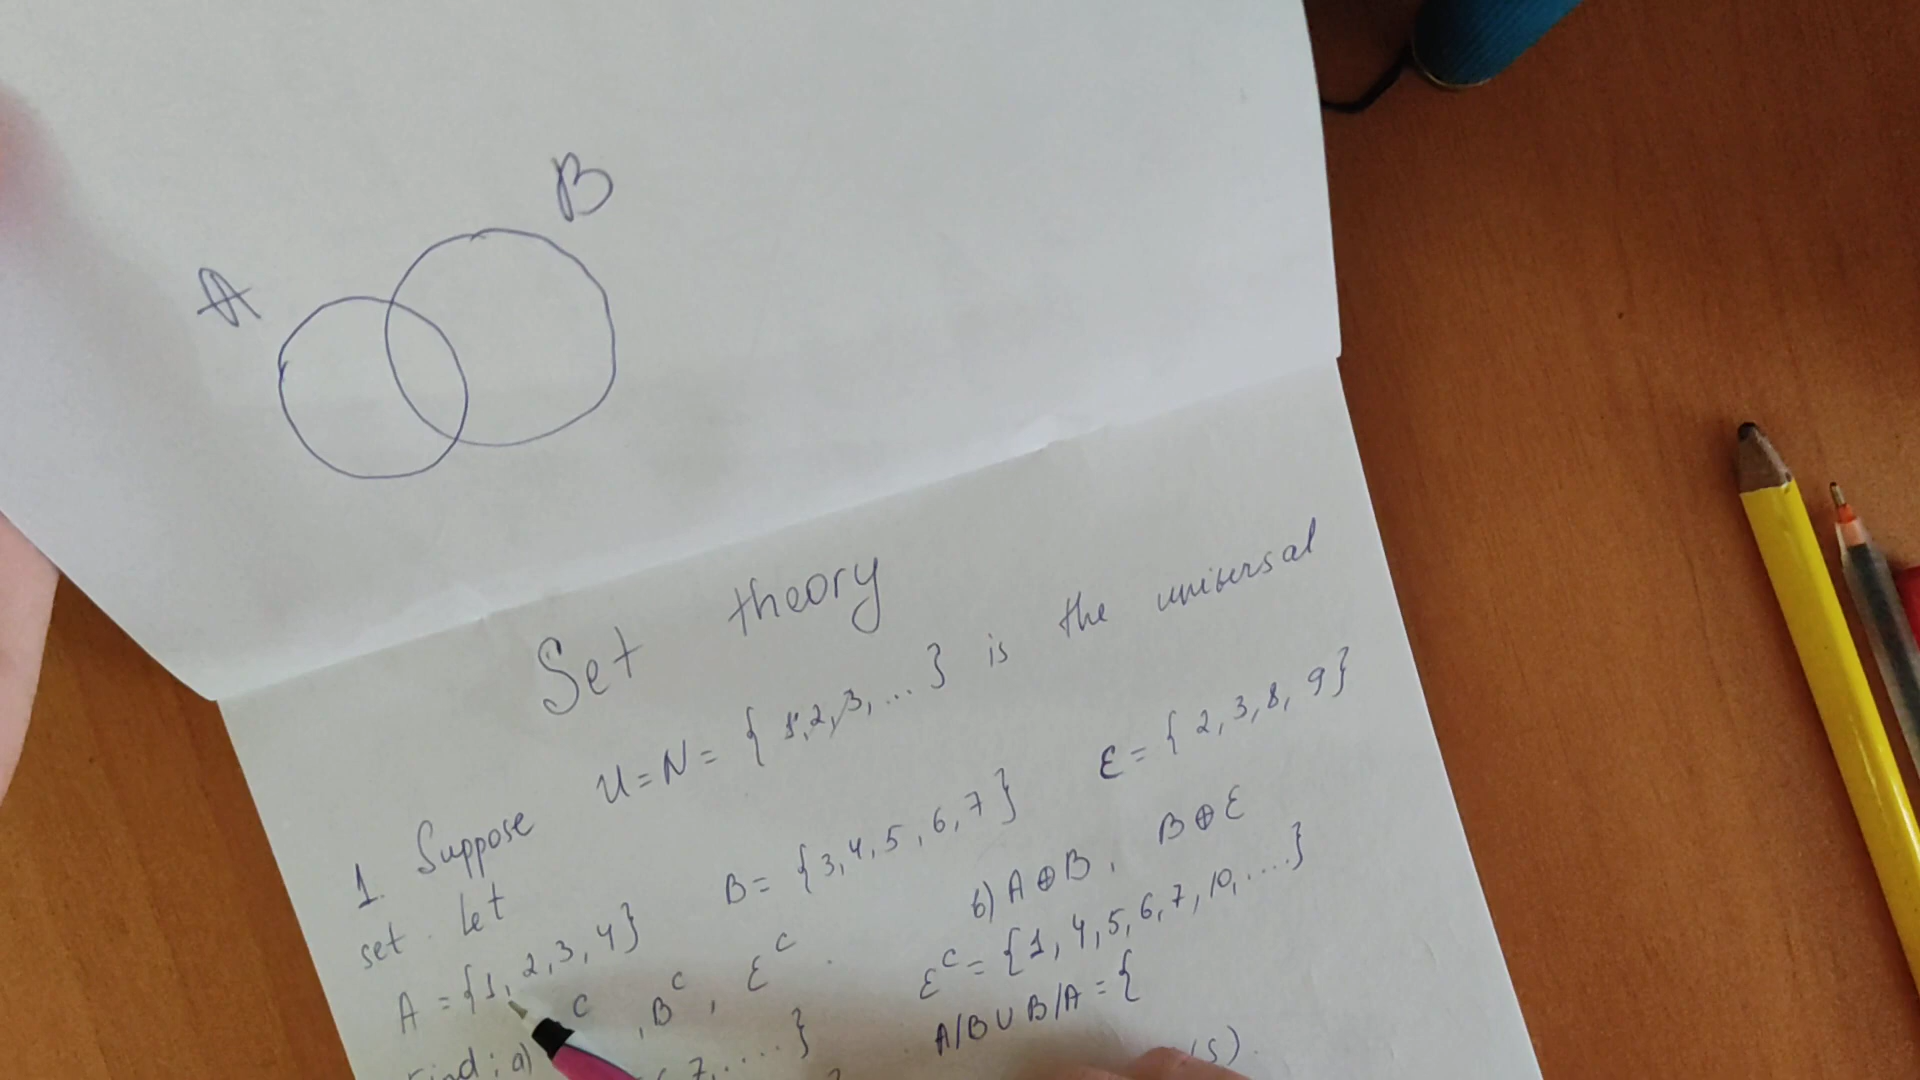 B
A
Set theory
1. Suppose U = N = { 1, 2, 3, ... } is the universal
set. Let
A = {1, 2, 3, 4} B = {3, 4, 5, 6, 7} ε = {2, 3, 8, 9}
a) C , B^C, ε^C. b) A ⊕ B, B ⊕ ε
7, ....} ε^C = {1, 4, 5, 6, 7, 10, ....}
A/B ∪ B/A = {